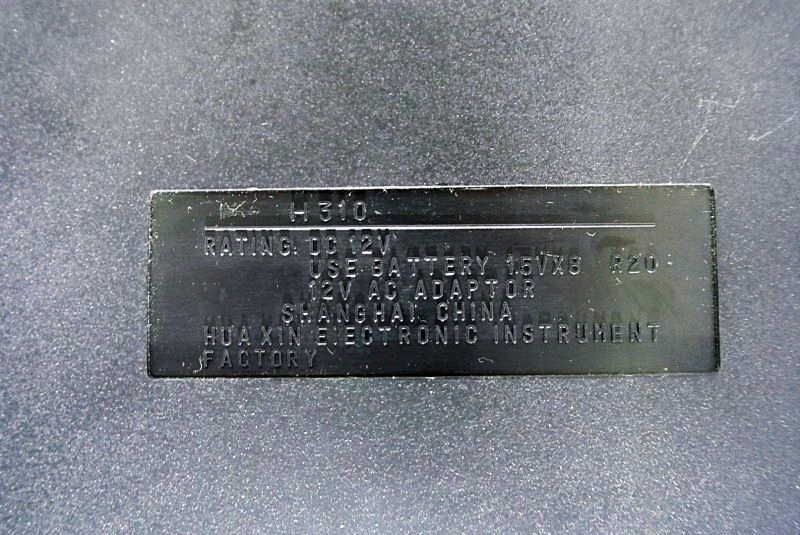 H310
RATING: DC 12V
USE BATTERY 1.5VX8 R20
12V AC ADAPTOR
SHANGHAI. CHINA
HUAXIN ElECTRONIC INSTRUMENT
FACTORY